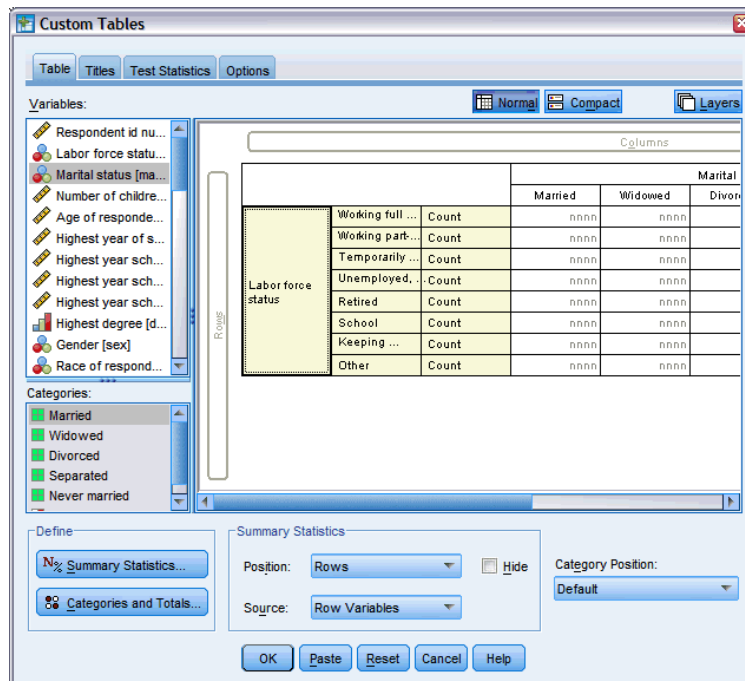 Custom Tables
Table Titles Test Statistics Options
Variables:
Normal Compact Layers
Respondent id nu...
Labor force statu...
Marital status [ma...
Number of childre...
Age of responde...
Highest year of s...
Highest year sch...
Highest year sch...
Highest year sch...
Highest degree [d...
Gender [sex]
Race of respond...
Categories:
Married
Widowed
Divorced
Separated
Never married
Columns
Rows
Marital
Married Widowed Divor
Labor force status
Working full ... Count nnnn nnnn
Working part-... Count nnnn nnnn
Temporarily ... Count nnnn nnnn
Unemployed, ... Count nnnn nnnn
Retired Count nnnn nnnn
School Count nnnn nnnn
Keeping ... Count nnnn nnnn
Other Count nnnn nnnn
Define
N% Summary Statistics...
Categories and Totals...
Summary Statistics
Position: Rows Hide
Source: Row Variables
Category Position:
Default
OK Paste Reset Cancel Help